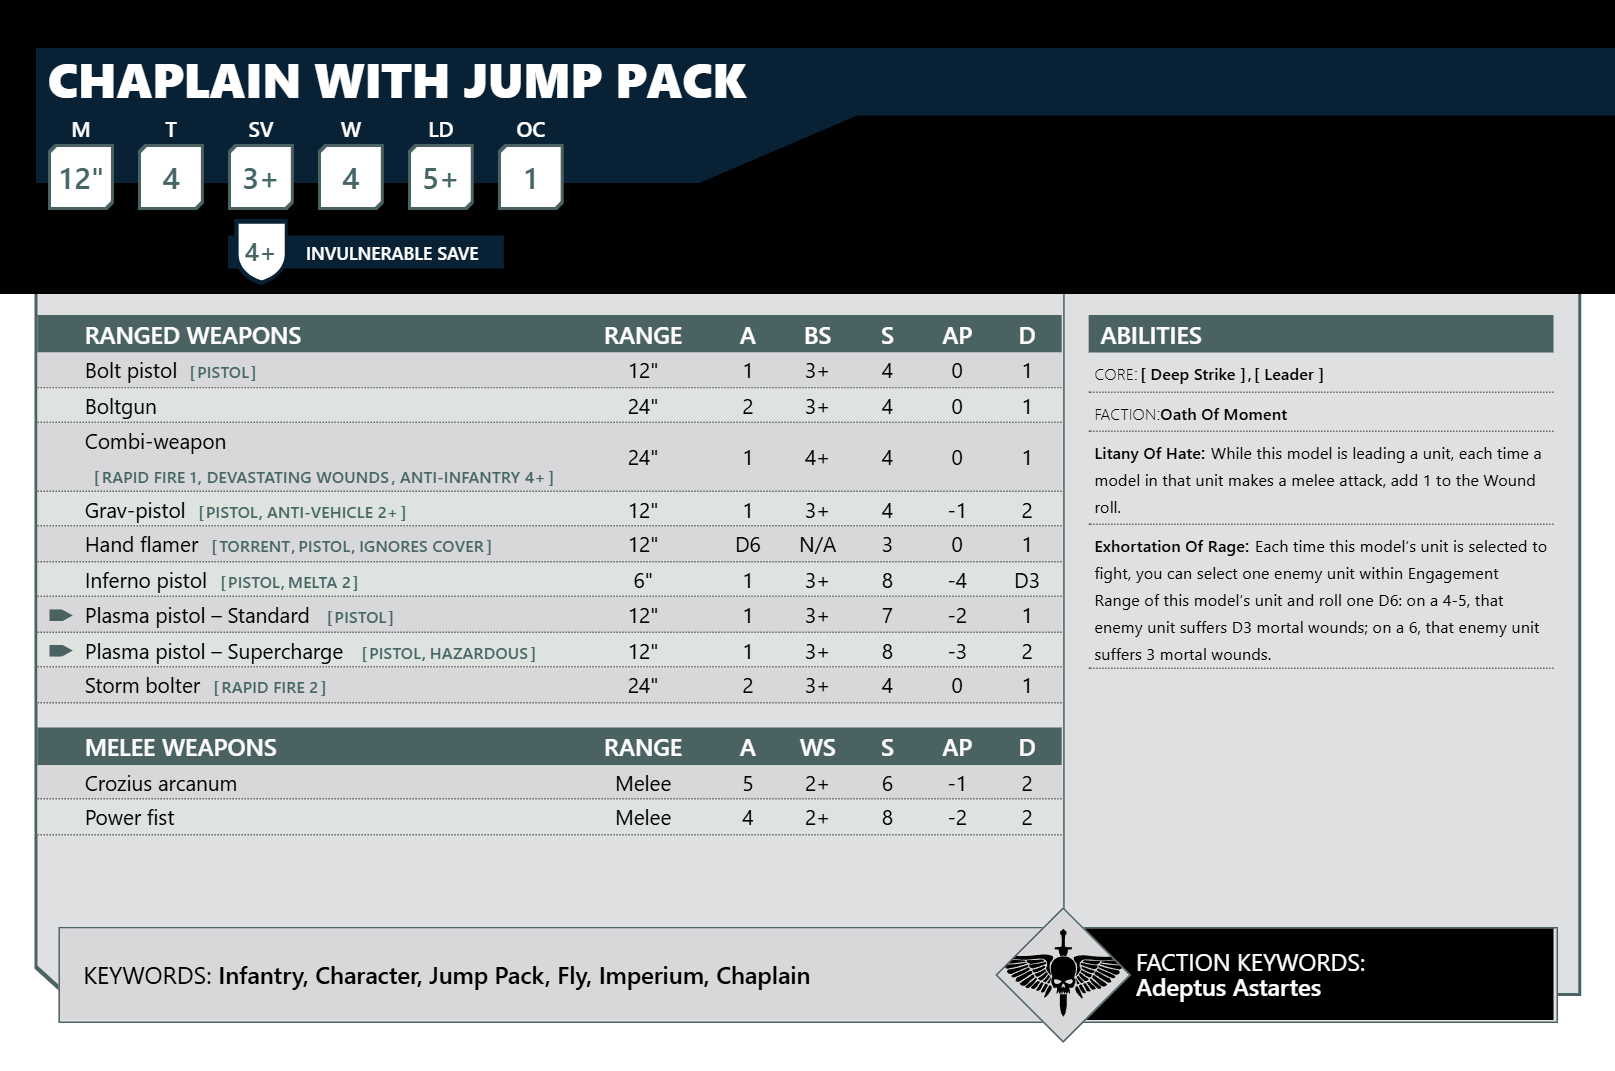 CHAPLAIN WITH JUMP PACK
M T SV W LD OC
12" 4 3+ 4 5+ 1
4+ INVULNERABLE SAVE
RANGED WEAPONS RANGE A BS S AP D
Bolt pistol [PISTOL] 12" 1 3+ 4 0 1
Boltgun 24" 2 3+ 4 0 1
Combi-weapon
[RAPID FIRE 1, DEVASTATING WOUNDS, ANTI-INFANTRY 4+] 24" 1 4+ 4 0 1
Grav-pistol [PISTOL, ANTI-VEHICLE 2+] 12" 1 3+ 4 -1 2
Hand flamer [TORRENT, PISTOL, IGNORES COVER] 12" D6 N/A 3 0 1
Inferno pistol [PISTOL, MELTA 2] 6" 1 3+ 8 -4 D3
Plasma pistol – Standard [PISTOL] 12" 1 3+ 7 -2 1
Plasma pistol – Supercharge [PISTOL, HAZARDOUS] 12" 1 3+ 8 -3 2
Storm bolter [RAPID FIRE 2] 24" 2 3+ 4 0 1
MELEE WEAPONS RANGE A WS S AP D
Crozius arcanum Melee 5 2+ 6 -1 2
Power fist Melee 4 2+ 8 -2 2
ABILITIES
CORE: [ Deep Strike ], [ Leader ]
FACTION:Oath Of Moment
Litany Of Hate: While this model is leading a unit, each time a
model in that unit makes a melee attack, add 1 to the Wound
roll.
Exhortation Of Rage: Each time this model's unit is selected to
fight, you can select one enemy unit within Engagement
Range of this model's unit and roll one D6: on a 4-5, that
enemy unit suffers D3 mortal wounds; on a 6, that enemy unit
suffers 3 mortal wounds.
KEYWORDS: Infantry, Character, Jump Pack, Fly, Imperium, Chaplain
FACTION KEYWORDS:
Adeptus Astartes